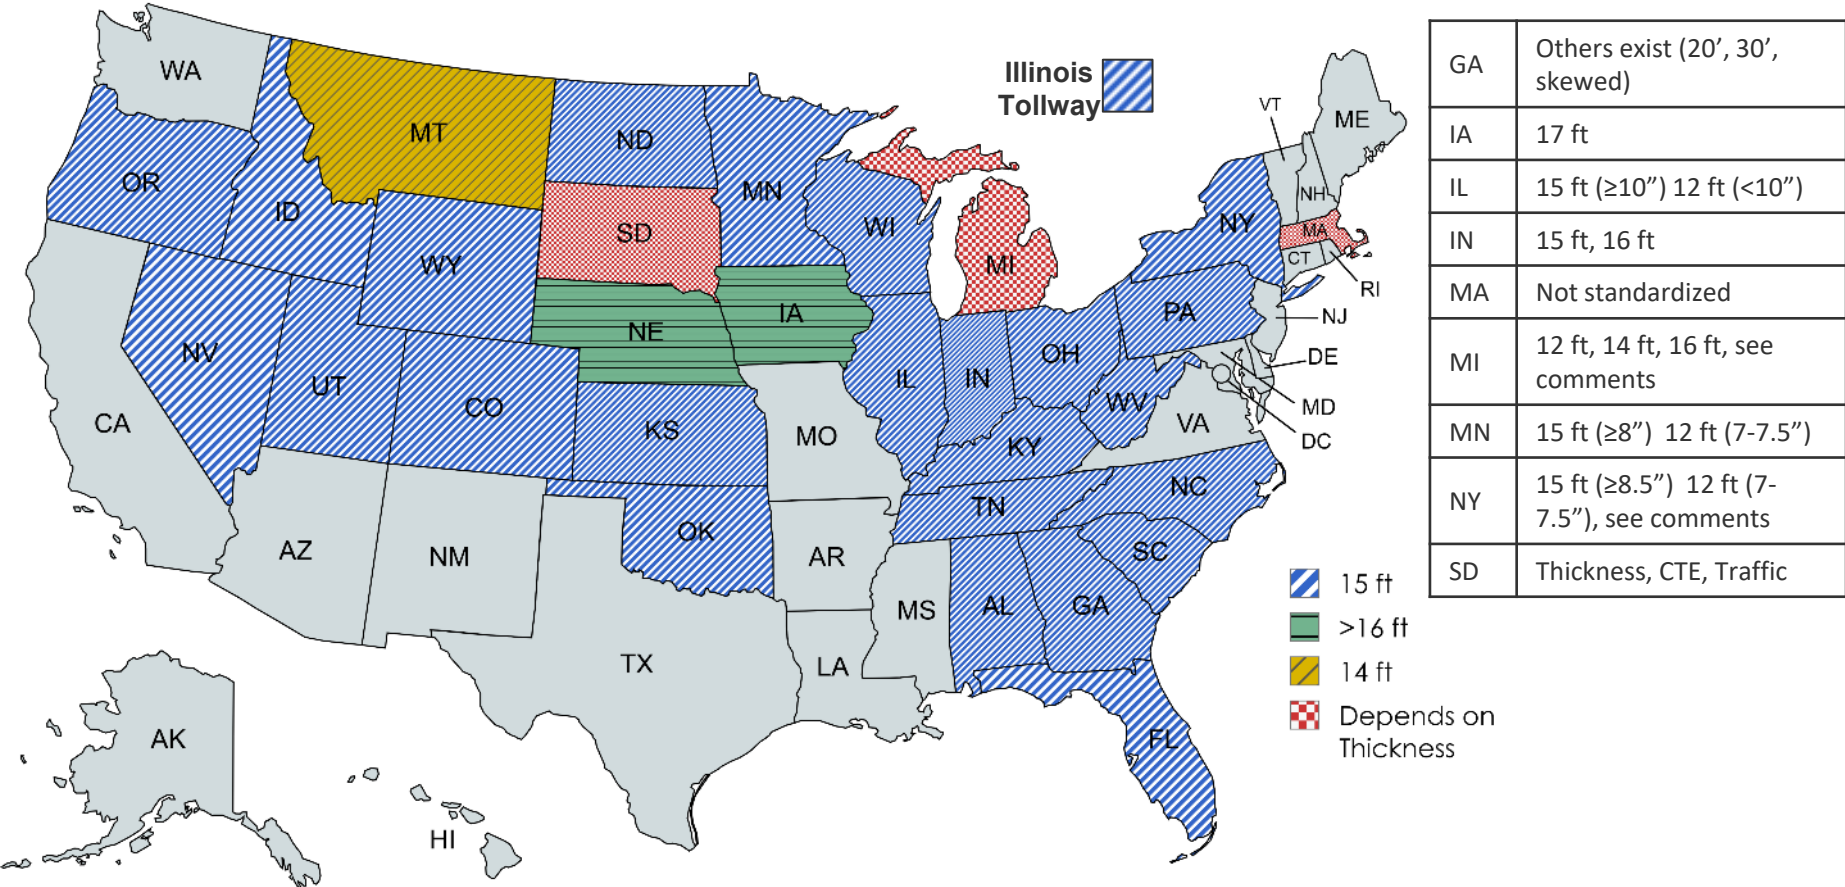 WA
MT
ND
OR
ID
MN
SD
WY
WI
Illinois
Tollway
VT
ME
NH
NY
MA
CT
RI
MI
NE
IA
NV
UT
CO
CA
KS
MO
IL
IN
OH
PA
NJ
DE
MD
DC
WV
VA
KY
NC
TN
OK
AZ
NM
AR
SC
MS
AL
GA
TX
LA
FL
AK
HI
15 ft
>16 ft
14 ft
Depends on
Thickness
GA
Others exist (20’, 30’,
skewed)
IA
17 ft
IL
15 ft (≥10”) 12 ft (<10”)
IN
15 ft, 16 ft
MA
Not standardized
MI
12 ft, 14 ft, 16 ft, see
comments
MN
15 ft (≥8”)  12 ft (7-7.5”)
NY
15 ft (≥8.5”)  12 ft (7-
7.5”), see comments
SD
Thickness, CTE, Traffic